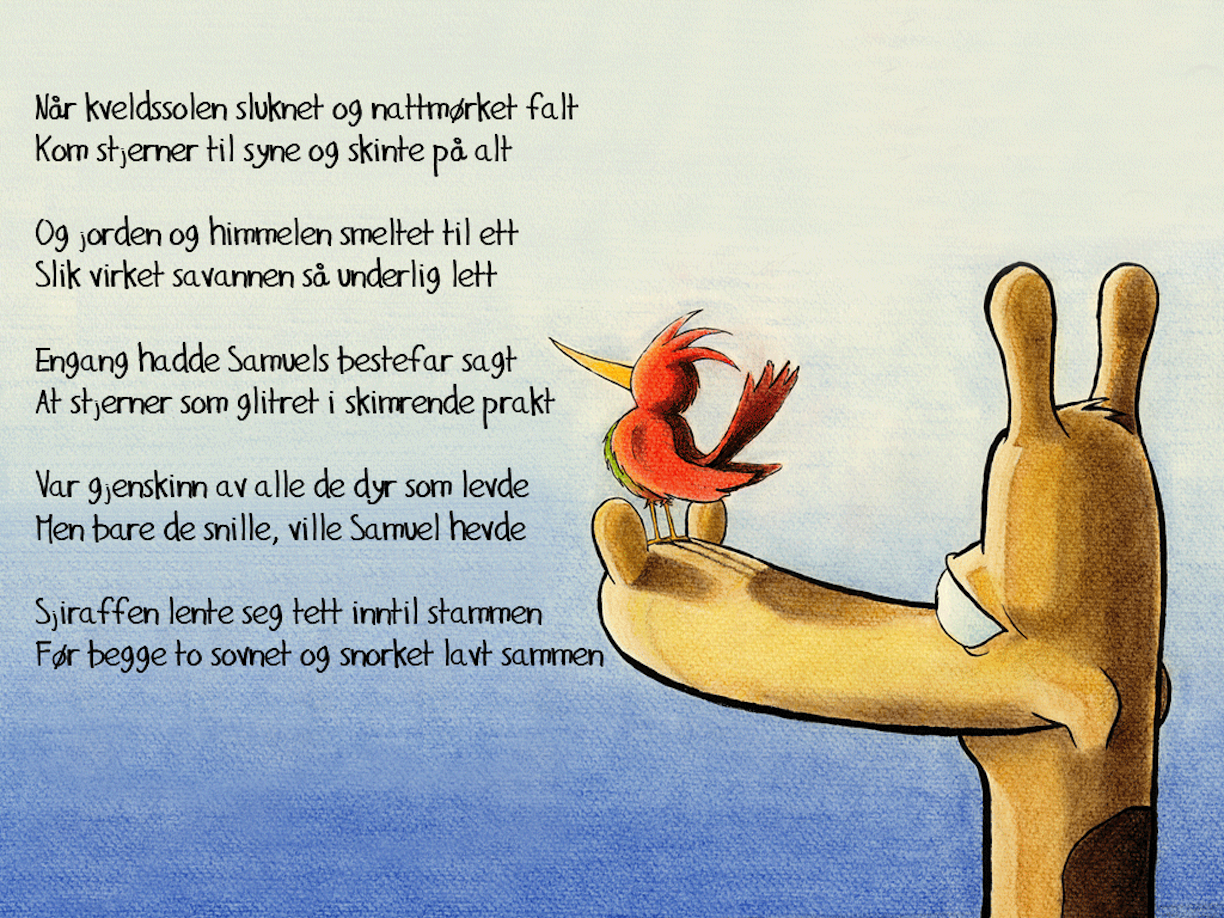 Når kveldssolen sluknet og nattmørket falt
Kom stjerner til syne og skinte på alt
Og jorden og himmelen smeltet til ett
Slik virket savannen så underlig lett
Engang hadde Samuels bestefar sagt
At stjerner som glitret i skimrende prakt
Var gjenskinn av alle de dyr som levde
Men bare de snille, ville Samuel hevde
Sjiraffen lente seg tett inntil stammen
Før begge to sovnet og snorket lavt sammen